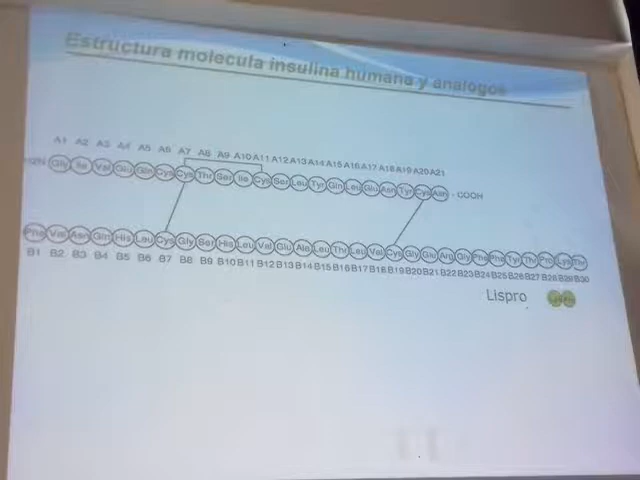 Estructura molecula insulina humana y analogos
A1 A2 A3 A4 A5 A6 A7 A8 A9 A10 A11 A12 A13 A14 A15 A16 A17 A18 A19 A20 A21
H2N Gly Ile Val Glu Gln Cys Cys Thr Ser Ile Cys Ser Leu Tyr Gln Leu Glu Asn Tyr Cys Asn - COOH
Phe Val Asn Gln His Leu Cys Gly Ser His Leu Val Glu Ala Leu Thr Leu Val Cys Gly Glu Arg Gly Phe Phe Tyr Thr Pro Lys Thr
B1 B2 B3 B4 B5 B6 B7 B8 B9 B10 B11 B12 B13 B14 B15 B16 B17 B18 B19 B20 B21 B22 B23 B24 B25 B26 B27 B28 B29 B30
Lispro